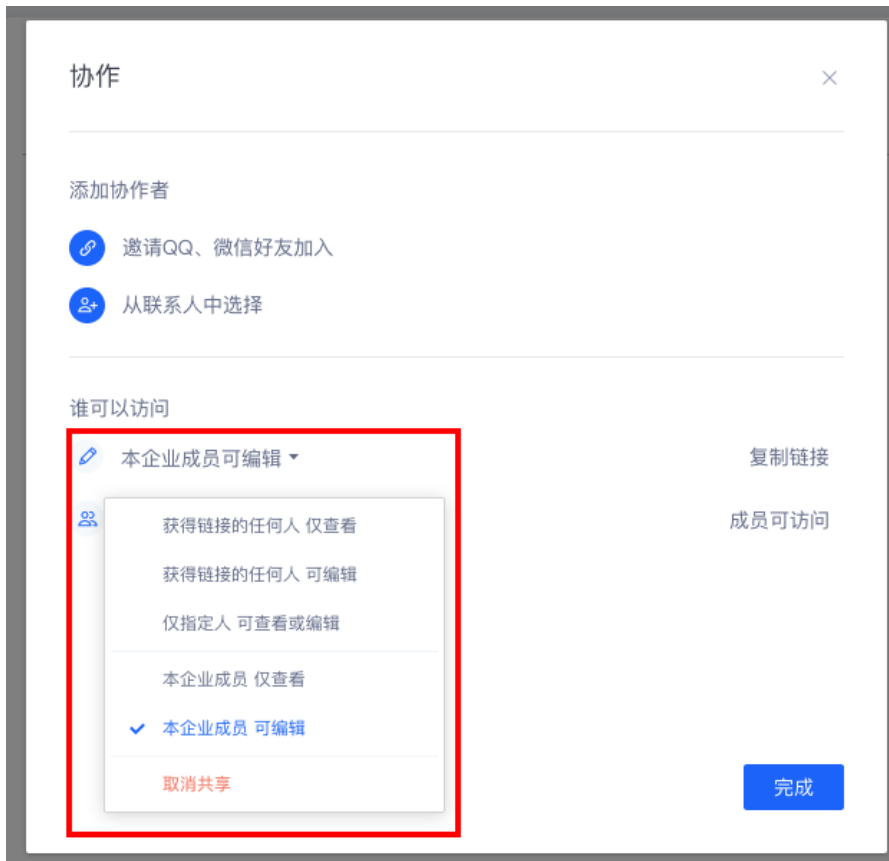 协作
添加协作者
邀请QQ、微信好友加入
从联系人中选择
谁可以访问
本企业成员可编辑 复制链接
成员可访问
获得链接的任何人 仅查看
获得链接的任何人 可编辑
仅指定人 可查看或编辑
本企业成员 仅查看
本企业成员 可编辑
取消共享
完成